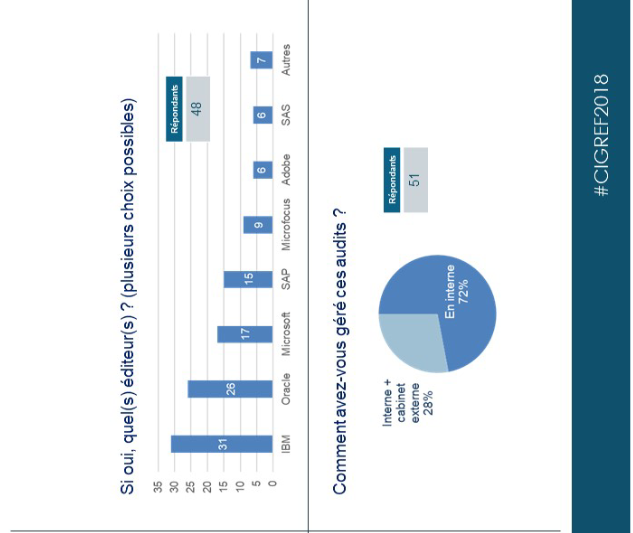 Si oui, quel(s) éditeur(s) ? (plusieurs choix possibles)
Répondants
48
35
30
25
20
15
10
5
0
31
26
17
15
9
6
6
7
IBM
Oracle
Microsoft
SAP
Microfocus
Adobe
SAS
Autres
Comment avez-vous géré ces audits ?
Répondants
51
Interne +
cabinet
externe
28%
En interne
72%
#CIGREF2018